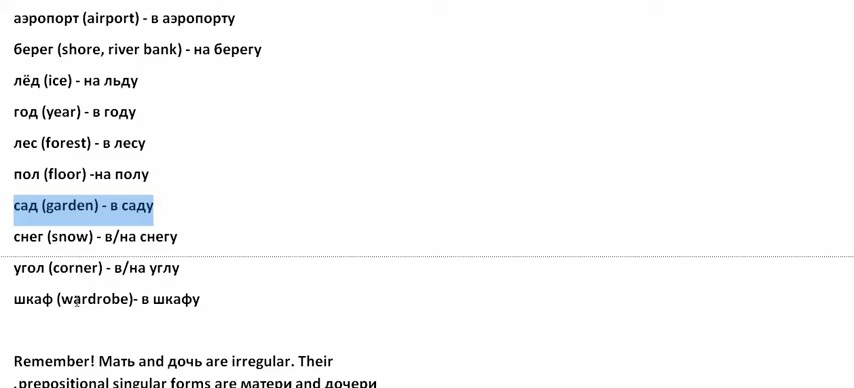 аэропорт (airport) - в аэропорту
берег (shore, river bank) - на берегу
лёд (ice) - на льду
год (year) - в году
лес (forest) - в лесу
пол (floor) -на полу
сад (garden) - в саду
снег (snow) - в/на снегу
угол (corner) - в/на углу
шкаф (wardrobe)- в шкафу
Remember! Мать and дочь are irregular. Their
.prepositional singular forms are матери and дочери